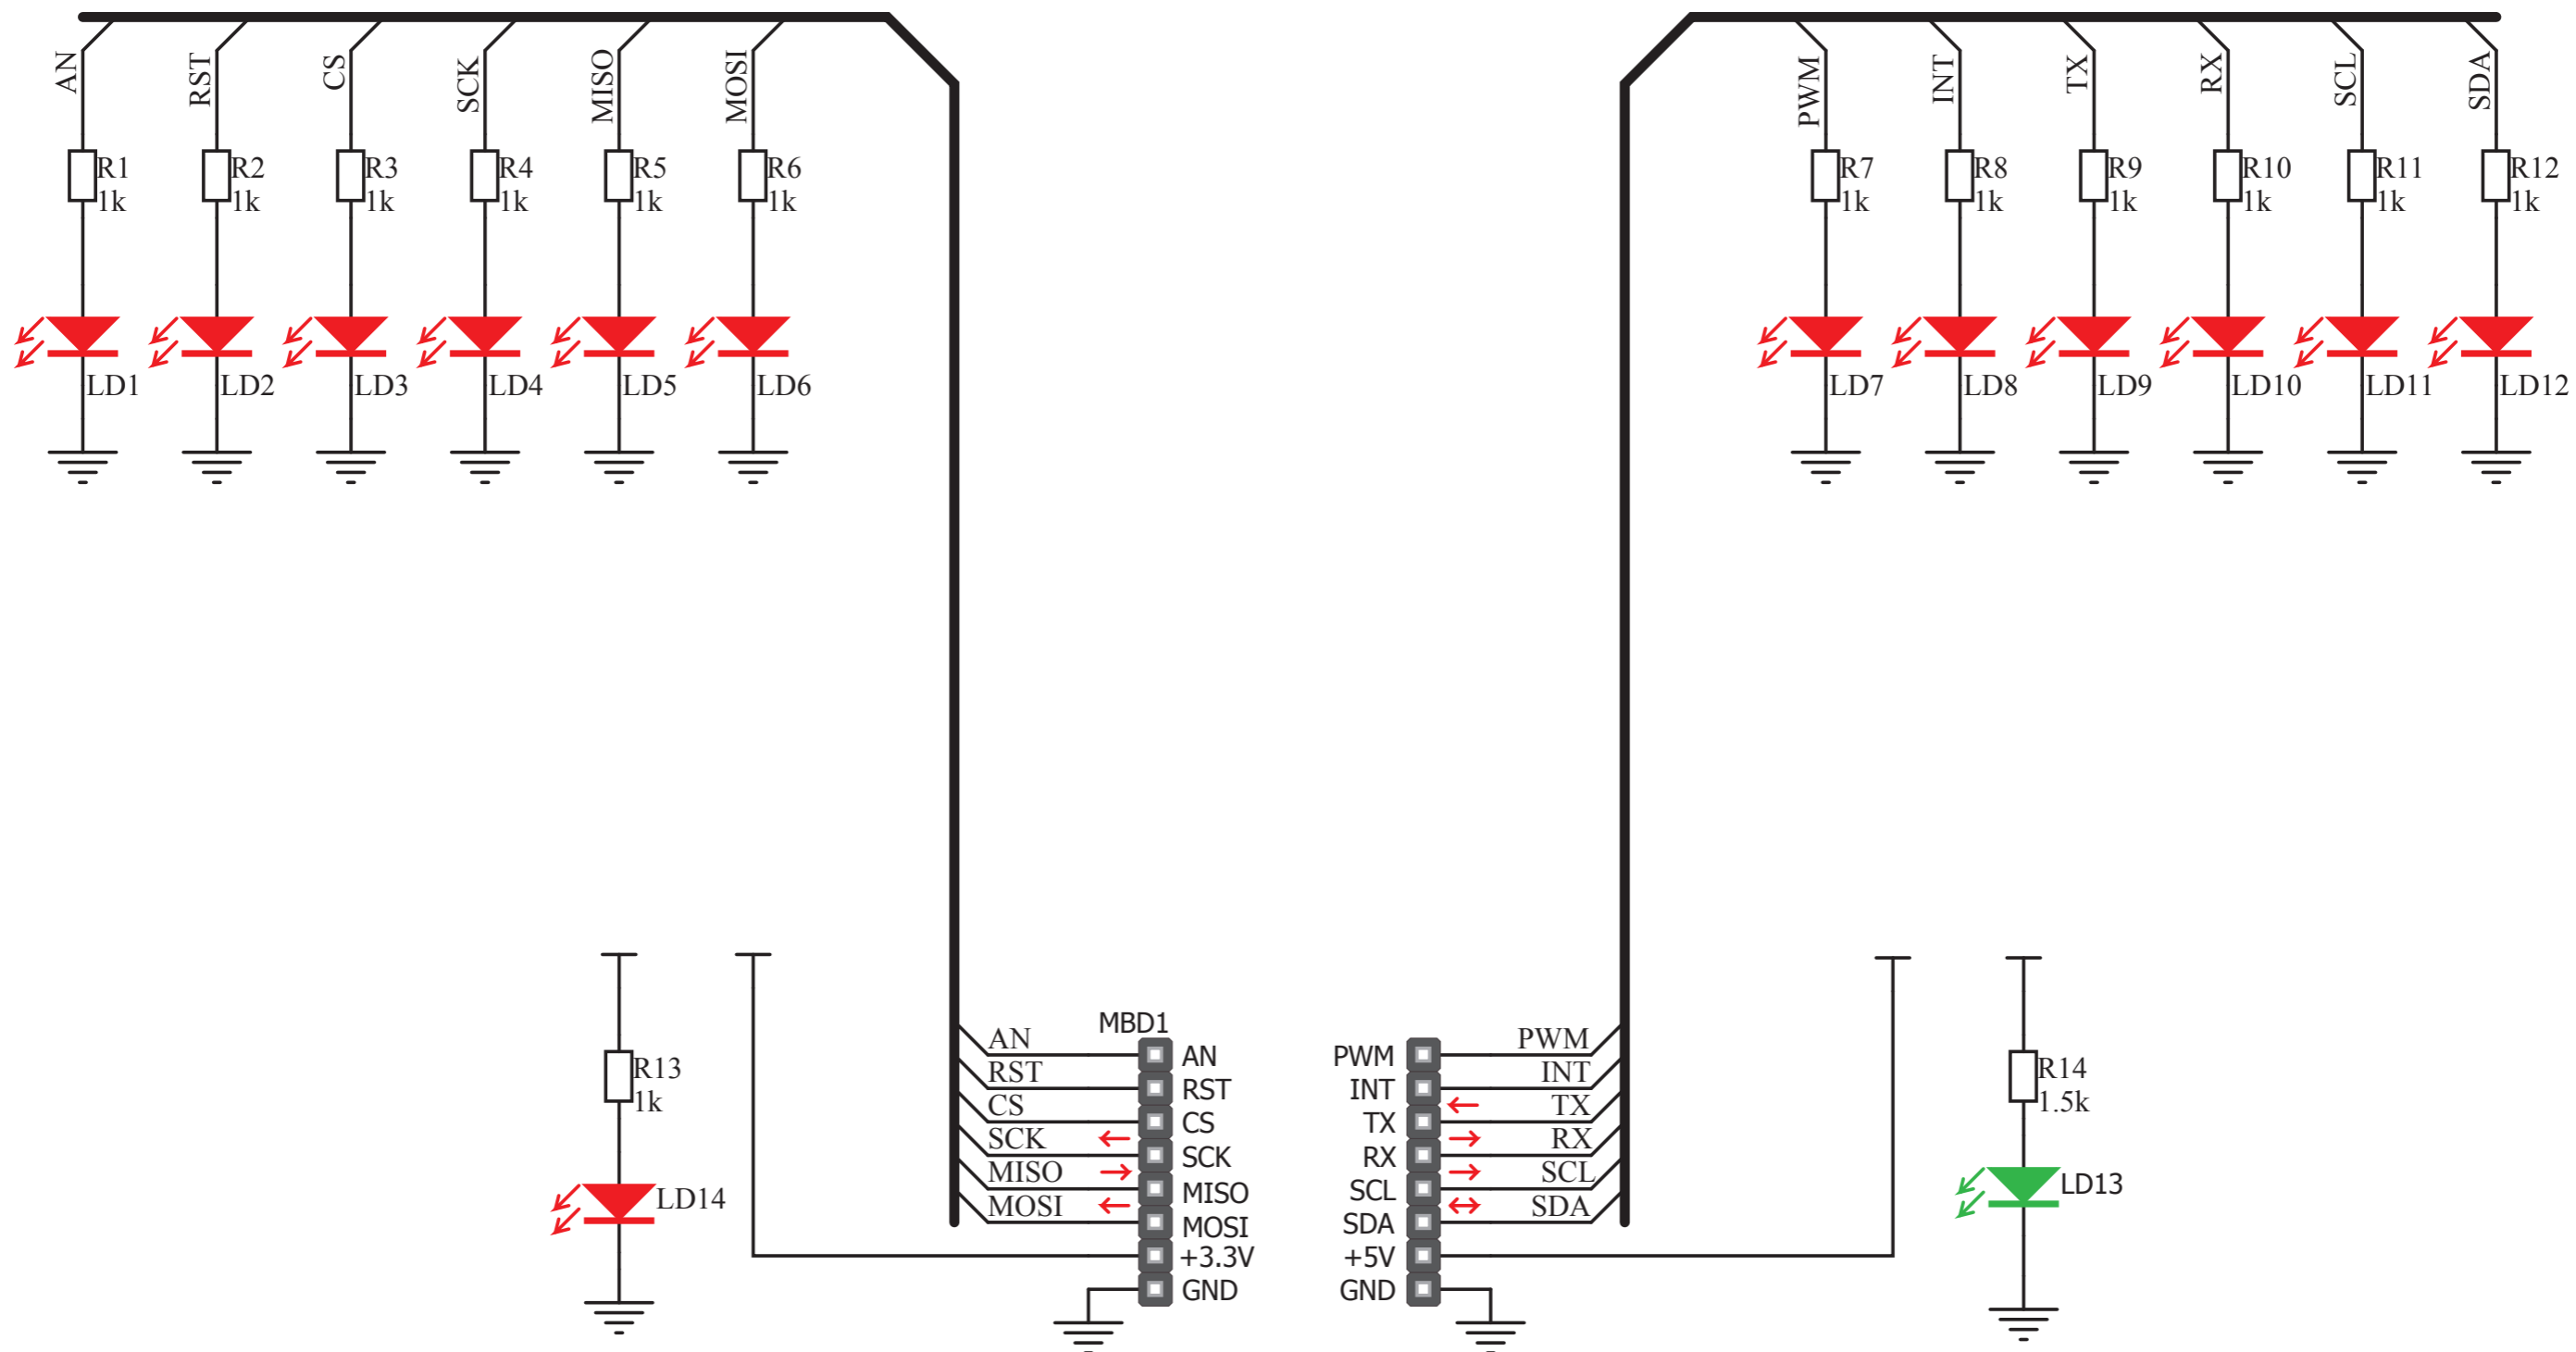 AN
RST
CS
SCK
MISO
MOSI
PWM
INT
TX
RX
SCL
SDA
R1
1k
R2
1k
R3
1k
R4
1k
R5
1k
R6
1k
R7
1k
R8
1k
R9
1k
R10
1k
R11
1k
R12
1k
LD1
LD2
LD3
LD4
LD5
LD6
LD7
LD8
LD9
LD10
LD11
LD12
R13
1k
LD14
MBD1
AN
RST
CS
SCK
MISO
MOSI
AN
RST
CS
SCK
MISO
MOSI
+3.3V
GND
PWM
INT
TX
RX
SCL
SDA
+5V
GND
PWM
INT
TX
RX
SCL
SDA
R14
1.5k
LD13